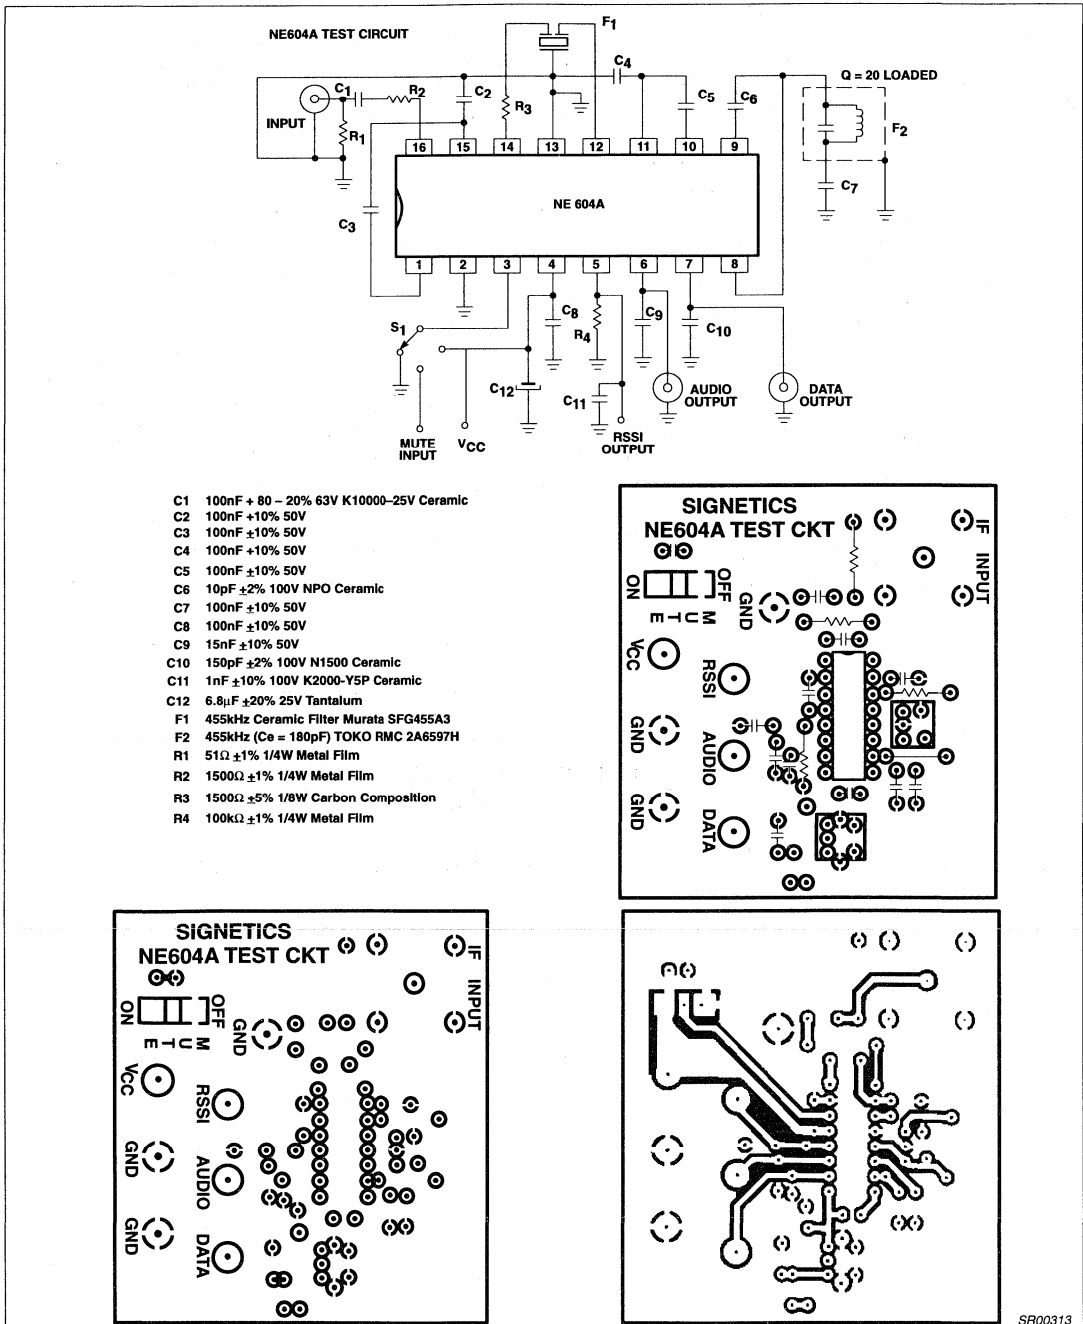 NE604A TEST CIRCUIT
F1
C4
Q = 20 LOADED
C1
R2
C2
R3
C5
C6
F2
INPUT
R1
16 15 14 13 12 11 10 9
C7
C3
NE 604A
1 2 3 4 5 6 7 8
S1
C8
R4
C9
C10
C12
C11
AUDIO
OUTPUT
DATA
OUTPUT
MUTE
INPUT
VCC
RSSI
OUTPUT
C1 100nF + 80 – 20% 63V K10000–25V Ceramic
C2 100nF +10% 50V
C3 100nF ±10% 50V
C4 100nF +10% 50V
C5 100nF ±10% 50V
C6 10pF ±2% 100V NPO Ceramic
C7 100nF ±10% 50V
C8 100nF ±10% 50V
C9 15nF ±10% 50V
C10 150pF ±2% 100V N1500 Ceramic
C11 1nF ±10% 100V K2000-Y5P Ceramic
C12 6.8µF ±20% 25V Tantalum
F1 455kHz Ceramic Filter Murata SFG455A3
F2 455kHz (Ce = 180pF) TOKO RMC 2A6597H
R1 51Ω ±1% 1/4W Metal Film
R2 1500Ω ±1% 1/4W Metal Film
R3 1500Ω ±5% 1/8W Carbon Composition
R4 100kΩ ±1% 1/4W Metal Film
SIGNETICS
NE604A TEST CKT
IF
INPUT
ON
OFF
MUTE
GND
VCC
RSSI
GND
AUDIO
GND
DATA
SIGNETICS
NE604A TEST CKT
IF
INPUT
ON
OFF
MUTE
GND
VCC
RSSI
GND
AUDIO
GND
DATA
SR00313